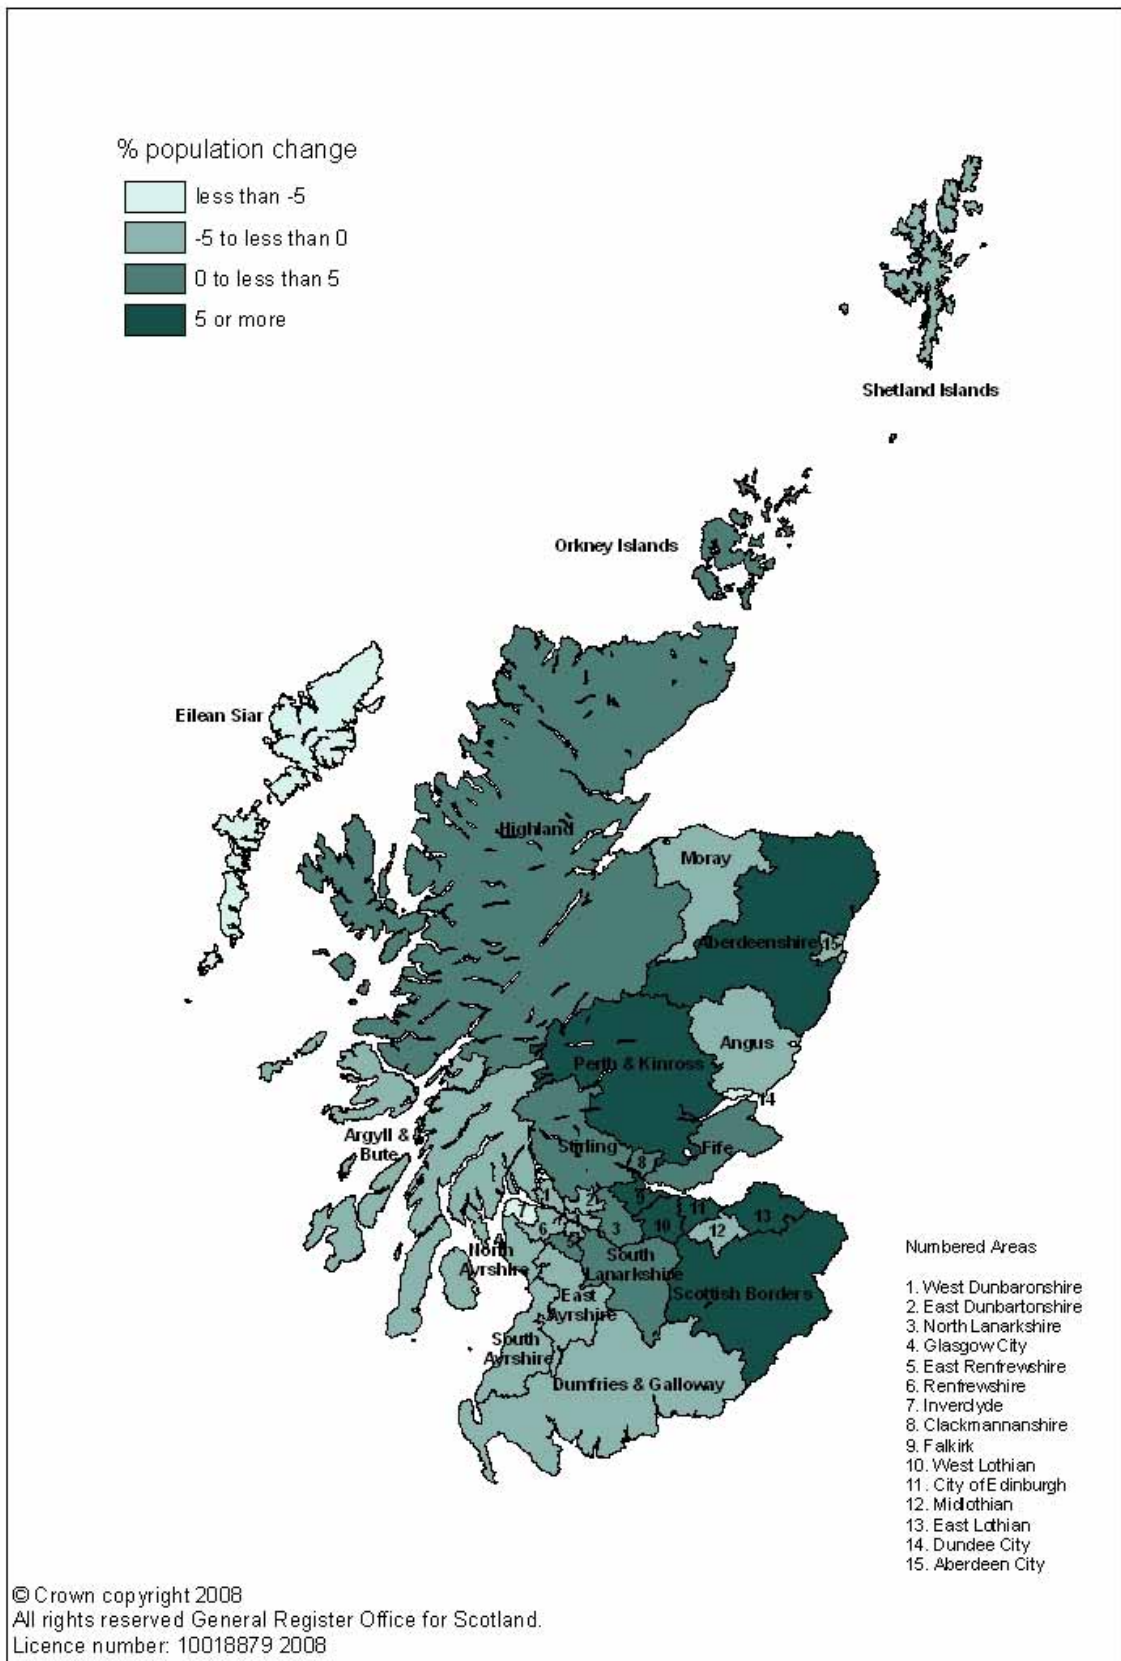 % population change
less than -5
-5 to less than 0
0 to less than 5
5 or more
Shetland Islands
Orkney Islands
Eilean Siar
Highland
Moray
Aberdeenshire
15
Angus
Perth & Kinross
14
Argyll &
Bute
Stirling
Fife
8
1
2
9
11
13
7
6
4
5
3
10
12
North
Ayrshire
South
Lanarkshire
Scottish Borders
East
Ayrshire
South
Ayrshire
Dumfries & Galloway
Numbered Areas
1. West Dunbaronshire
2. East Dunbartonshire
3. North Lanarkshire
4. Glasgow City
5. East Renfrewshire
6. Renfrewshire
7. Inverclyde
8. Clackmannanshire
9. Falkirk
10. West Lothian
11. City of Edinburgh
12. Midlothian
13. East Lothian
14. Dundee City
15. Aberdeen City
© Crown copyright 2008
All rights reserved General Register Office for Scotland.
Licence number: 10018879 2008